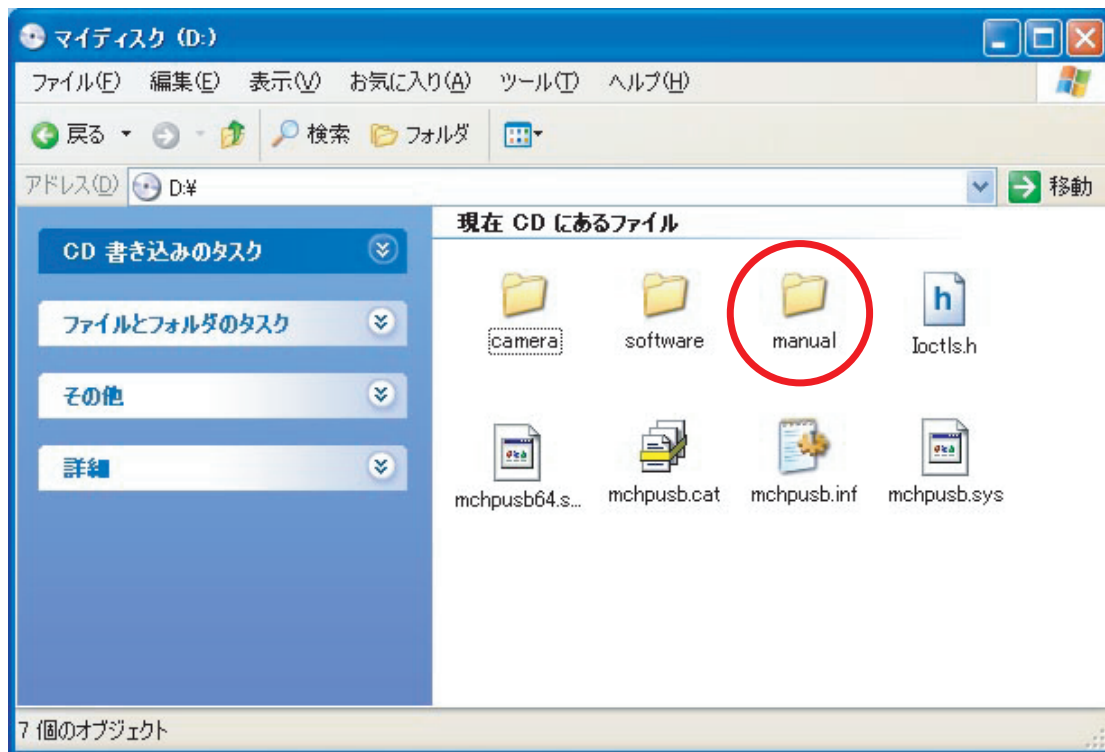 マイディスク (D:)
ファイル(F) 編集(E) 表示(V) お気に入り(A) ツール(T) ヘルプ(H)
戻る 検索 フォルダ
アドレス(D) D:¥ 移動
CD 書き込みのタスク
ファイルとフォルダのタスク
その他
詳細
現在 CD にあるファイル
camera software manual Ioctls.h
mchpusb64.s... mchpusb.cat mchpusb.inf mchpusb.sys
7 個のオブジェクト